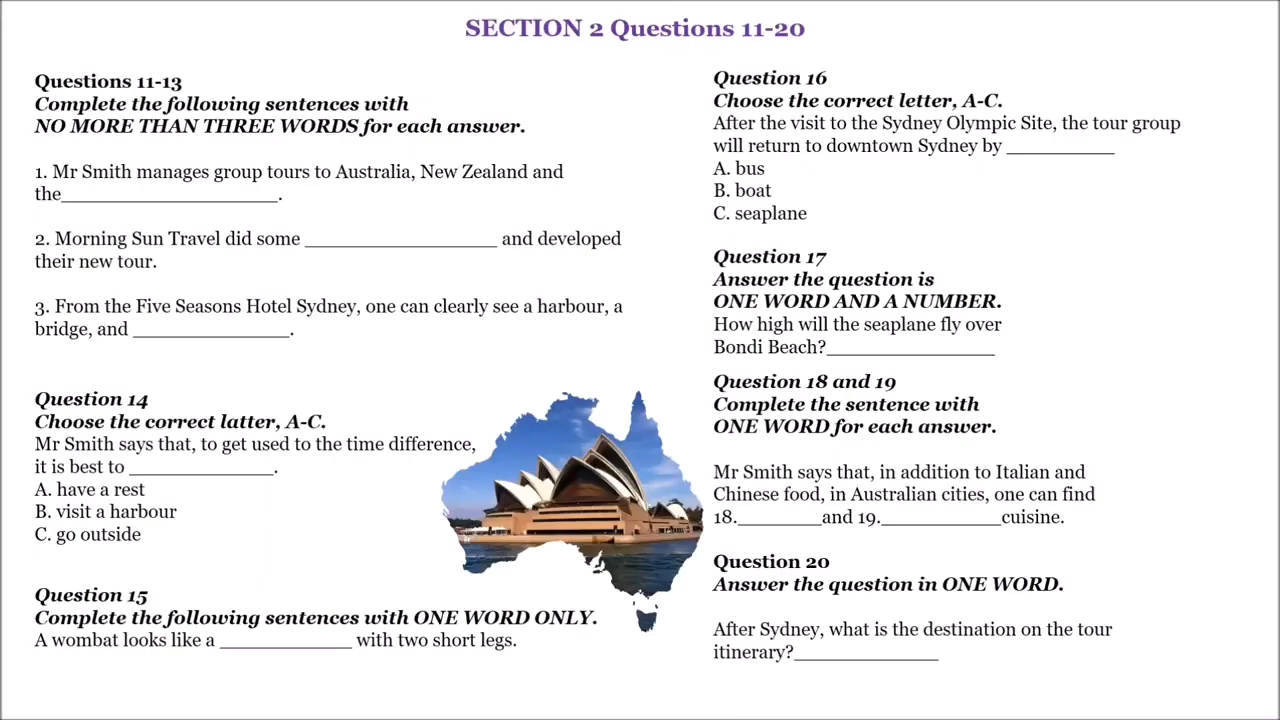 SECTION 2 Questions 11-20
Questions 11-13
Complete the following sentences with
NO MORE THAN THREE WORDS for each answer.
1. Mr Smith manages group tours to Australia, New Zealand and
the____________________.
2. Morning Sun Travel did some __________________ and developed
their new tour.
3. From the Five Seasons Hotel Sydney, one can clearly see a harbour, a
bridge, and _______________.
Question 14
Choose the correct latter, A-C.
Mr Smith says that, to get used to the time difference,
it is best to ______________.
A. have a rest
B. visit a harbour
C. go outside
Question 15
Complete the following sentences with ONE WORD ONLY.
A wombat looks like a _____________ with two short legs.
Question 16
Choose the correct letter, A-C.
After the visit to the Sydney Olympic Site, the tour group
will return to downtown Sydney by __________
A. bus
B. boat
C. seaplane
Question 17
Answer the question is
ONE WORD AND A NUMBER.
How high will the seaplane fly over
Bondi Beach?________________
Question 18 and 19
Complete the sentence with
ONE WORD for each answer.
Mr Smith says that, in addition to Italian and
Chinese food, in Australian cities, one can find
18.________and 19.___________cuisine.
Question 20
Answer the question in ONE WORD.
After Sydney, what is the destination on the tour
itinerary?______________